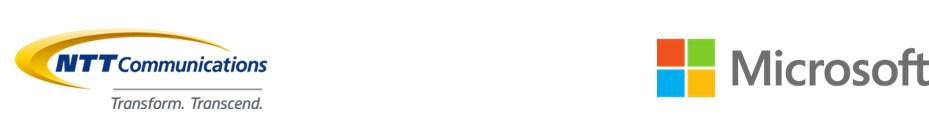 NTT Communications
Transform. Transcend.
Microsoft